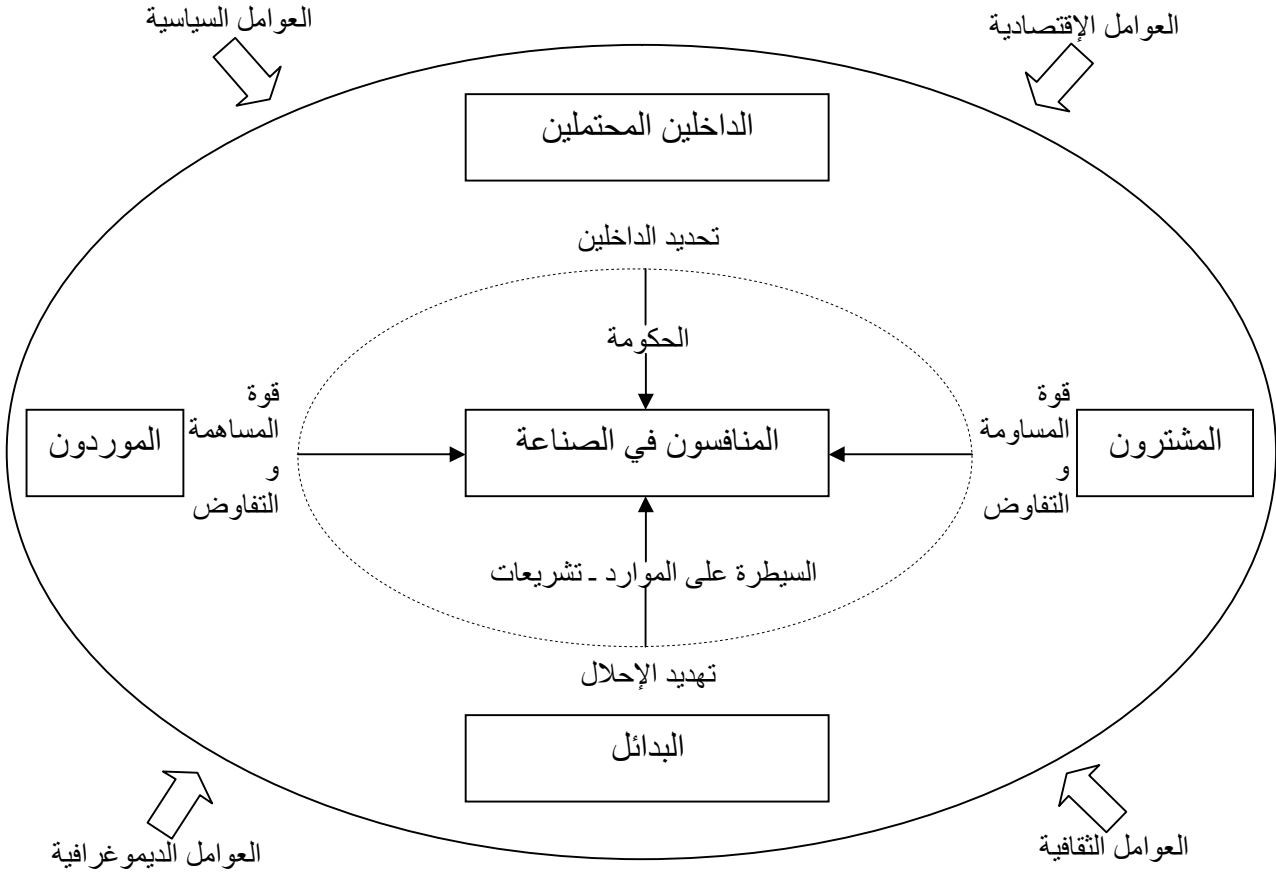 العوامل الإقتصادية
العوامل السياسية
الداخلين المحتملين
تحديد الداخلين
الحكومة
المشترون
قوة
المساومة
و
التفاوض
المنافسون في الصناعة
قوة
المساهمة
و
التفاوض
الموردون
السيطرة على الموارد - تشريعات
تهديد الإحلال
البدائل
العوامل الثقافية
العوامل الديموغرافية